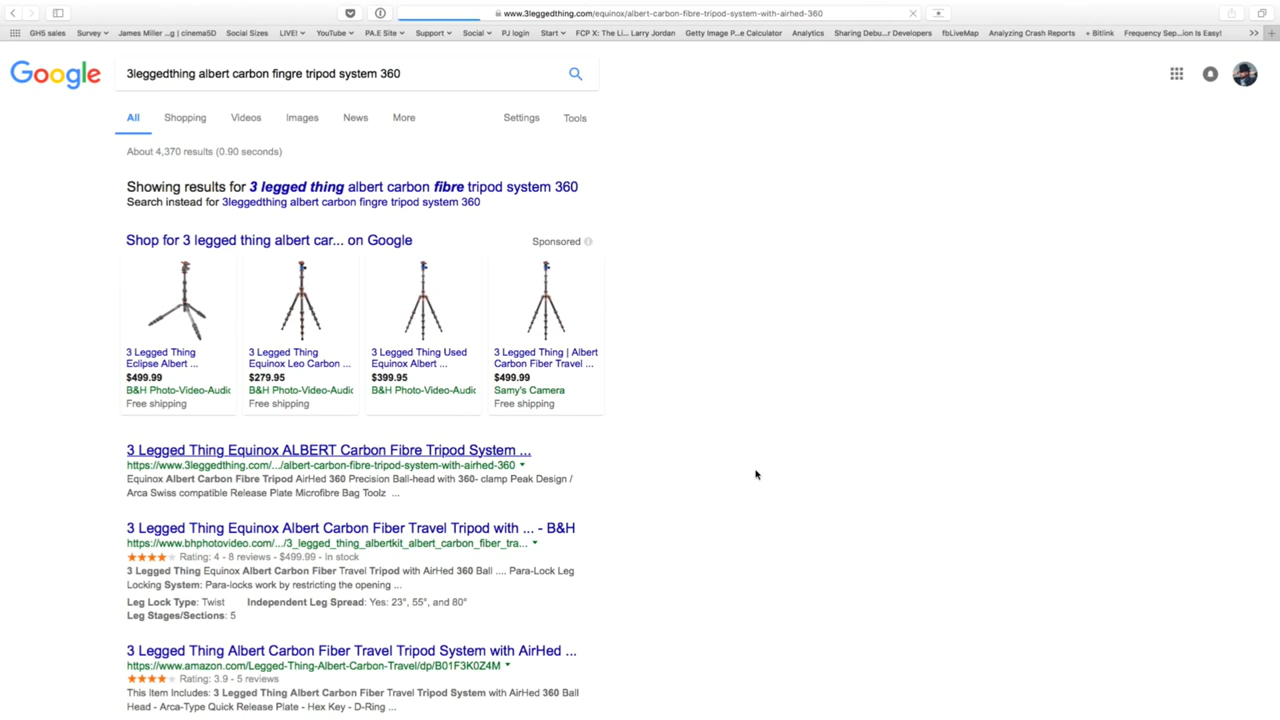 www.3leggedthing.com/equinox/albert-carbon-fibre-tripod-system-with-airhed-360
GH5 sales Survey James Miller ...g | cinema5D Social Sizes LIVE! YouTube PA.E Site Support Social PJ login Start FCP X: The Li... Larry Jordan Getty Image P...e Calculator Analytics Sharing Debu...r Developers fbLiveMap Analyzing Crash Reports + Bitlink Frequency Sep...ion Is Easy! >>
Google
3leggedthing albert carbon fingre tripod system 360
All Shopping Videos Images News More Settings Tools
About 4,370 results (0.90 seconds)
Showing results for 3 legged thing albert carbon fibre tripod system 360
Search instead for 3leggedthing albert carbon fingre tripod system 360
Shop for 3 legged thing albert car... on Google Sponsored
3 Legged Thing Eclipse Albert ...
$499.99
B&H Photo-Video-Audio
Free shipping
3 Legged Thing Equinox Leo Carbon ...
$279.95
B&H Photo-Video-Audio
Free shipping
3 Legged Thing Used Equinox Albert ...
$399.95
B&H Photo-Video-Audio
3 Legged Thing | Albert Carbon Fiber Travel ...
$499.99
Samy's Camera
Free shipping
3 Legged Thing Equinox ALBERT Carbon Fibre Tripod System ...
https://www.3leggedthing.com/.../albert-carbon-fibre-tripod-system-with-airhed-360
Equinox Albert Carbon Fibre Tripod AirHed 360 Precision Ball-head with 360- clamp Peak Design /
Arca Swiss compatible Release Plate Microfibre Bag Toolz ...
3 Legged Thing Equinox Albert Carbon Fiber Travel Tripod with ... - B&H
https://www.bhphotovideo.com/.../3_legged_thing_albertkit_albert_carbon_fiber_tra...
Rating: 4 - 8 reviews - $499.99 - In stock
3 Legged Thing Equinox Albert Carbon Fiber Travel Tripod with AirHed 360 Ball .... Para-Lock Leg
Locking System: Para-locks work by restricting the opening ...
Leg Lock Type: Twist Independent Leg Spread: Yes: 23°, 55°, and 80°
Leg Stages/Sections: 5
3 Legged Thing Albert Carbon Fiber Travel Tripod System with AirHed ...
https://www.amazon.com/Legged-Thing-Albert-Carbon-Travel/dp/B01F3K0Z4M
Rating: 3.9 - 5 reviews
This Item Includes: 3 Legged Thing Albert Carbon Fiber Travel Tripod System with AirHed 360 Ball
Head - Arca-Type Quick Release Plate - Hex Key - D-Ring ...